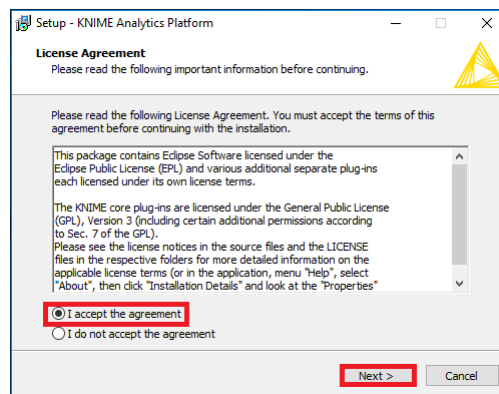 Setup - KNIME Analytics Platform
License Agreement
Please read the following important information before continuing.
Please read the following License Agreement. You must accept the terms of this
agreement before continuing with the installation.
This package contains Eclipse Software licensed under the
Eclipse Public License (EPL) and various additional separate plug-ins
each licensed under its own license terms.
The KNIME core plug-ins are licensed under the General Public License
(GPL), Version 3 (including certain additional permissions according
to Sec. 7 of the GPL).
Please see the license notices in the source files and the LICENSE
files in the respective folders for more detailed information on the
applicable license terms (or in the application, menu "Help", select
"About", then click "Installation Details" and look at the "Properties"
I accept the agreement
I do not accept the agreement
Next > Cancel